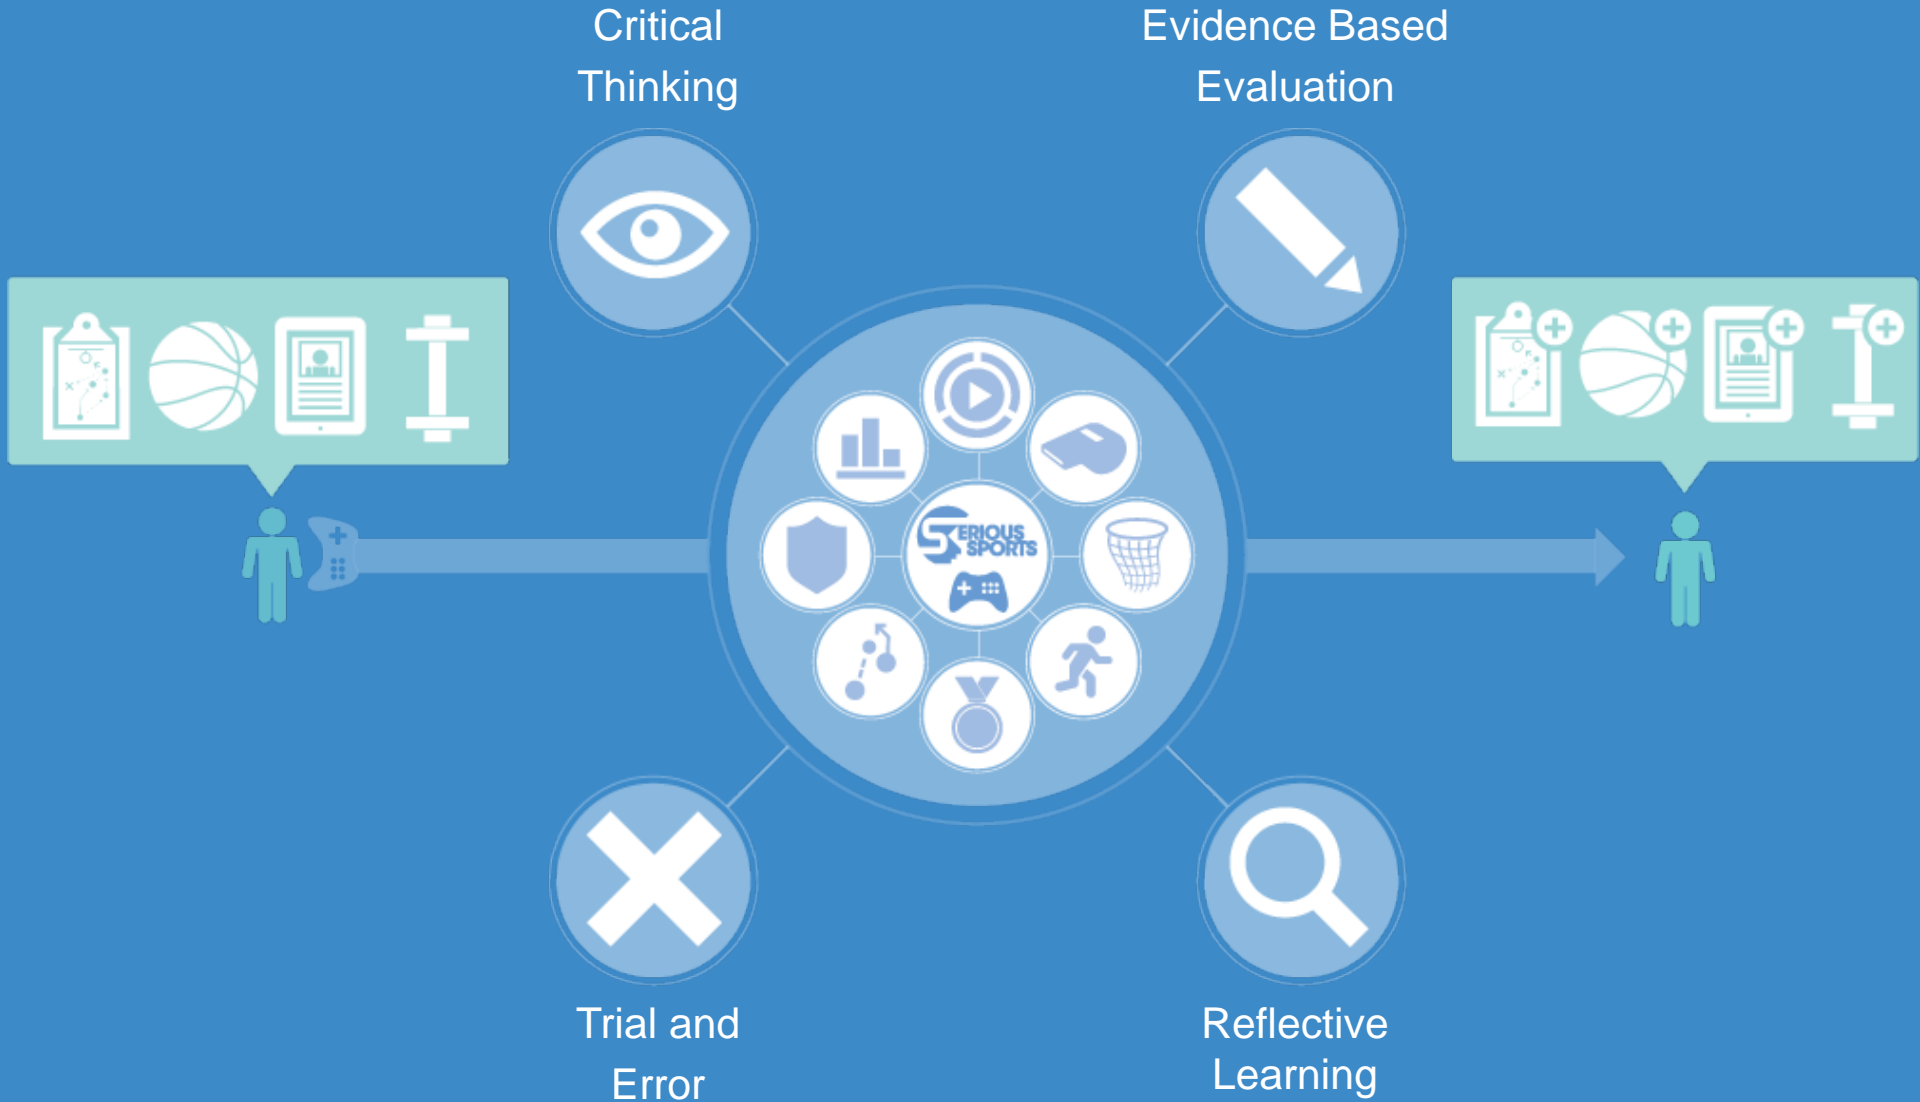 Critical
Thinking
Evidence Based
Evaluation
SERIOUS
SPORTS
Trial and
Error
Reflective
Learning